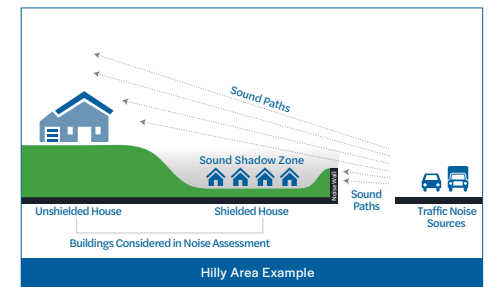 Sound Paths
Sound Shadow Zone
Noise Wall
Sound
Paths
Unshielded House
Shielded House
Traffic Noise
Sources
Buildings Considered in Noise Assessment
Hilly Area Example